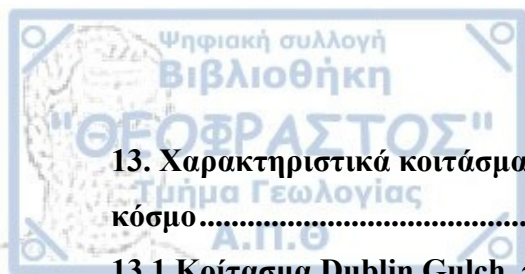 Ψηφιακή συλλογή
Βιβλιοθήκη
"ΘΕΟΦΡΑΣΤΟΣ"
13. Χαρακτηριστικά κοιτάσμα
Τμήμα Γεωλογίας
κόσμο..........................................
Α.Π.Θ
13.1 Κοίτασμα Dublin Gulch,